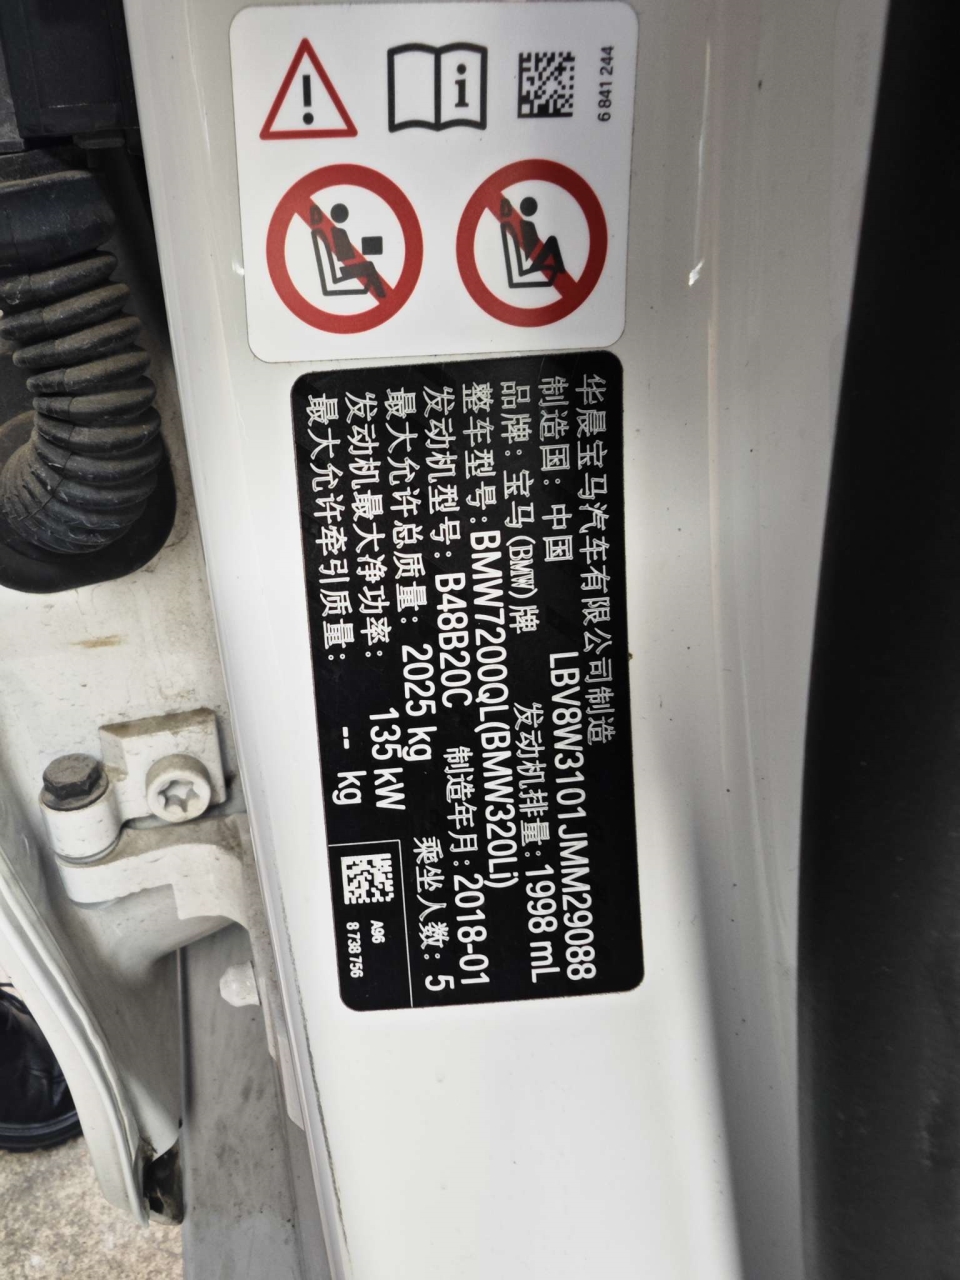 6 841 244
华晨宝马汽车有限公司制造
制造国：中国 LBV8W3101JMM29088
品牌：宝马(BMW)牌 发动机排量：1998 mL
整车型号：BMW7200QL(BMW320Li)
发动机型号：B48B20C 制造年月：2018-01
最大允许总质量：2025 kg 乘坐人数：5
发动机最大净功率：135 kW
最大允许牵引质量：-- kg
A96
8 738 756